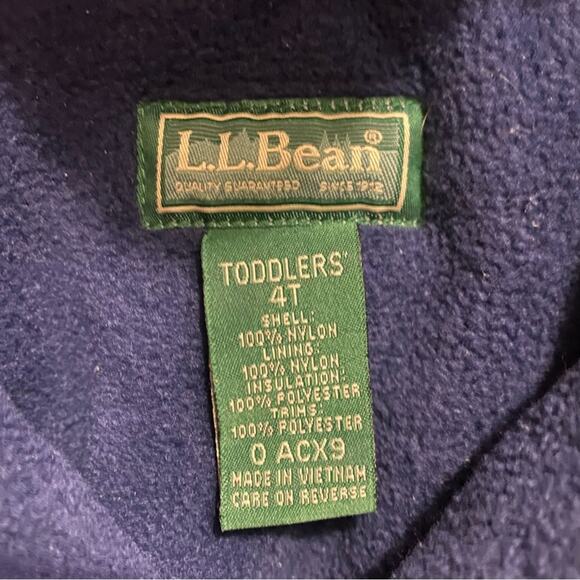 L.L.Bean®
QUALITY GUARANTEED SINCE 1912
TODDLERS'
4T
SHELL:
100% NYLON
LINING:
100% NYLON
INSULATION:
100% POLYESTER
TRIMS:
100% POLYESTER
0 ACX9
MADE IN VIETNAM
CARE ON REVERSE